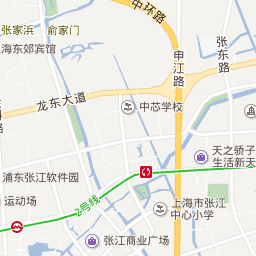 张家浜
俞家门
中环路
上海东郊宾馆
申江路
张东路
龙东大道
中芯学校
天之骄子
生活新天
浦东张江软件园
2号线
运动场
上海市张江
中心小学
张江商业广场